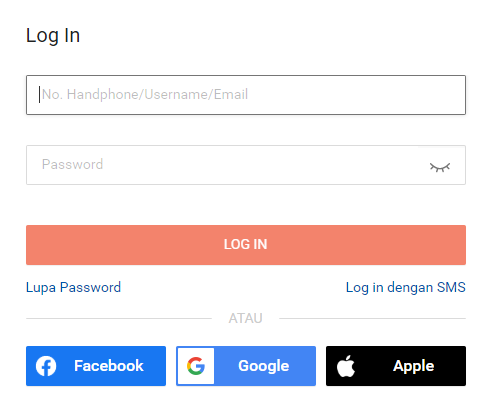 Log In
No. Handphone/Username/Email
Password
LOG IN
Lupa Password Log in dengan SMS
ATAU
Facebook Google Apple